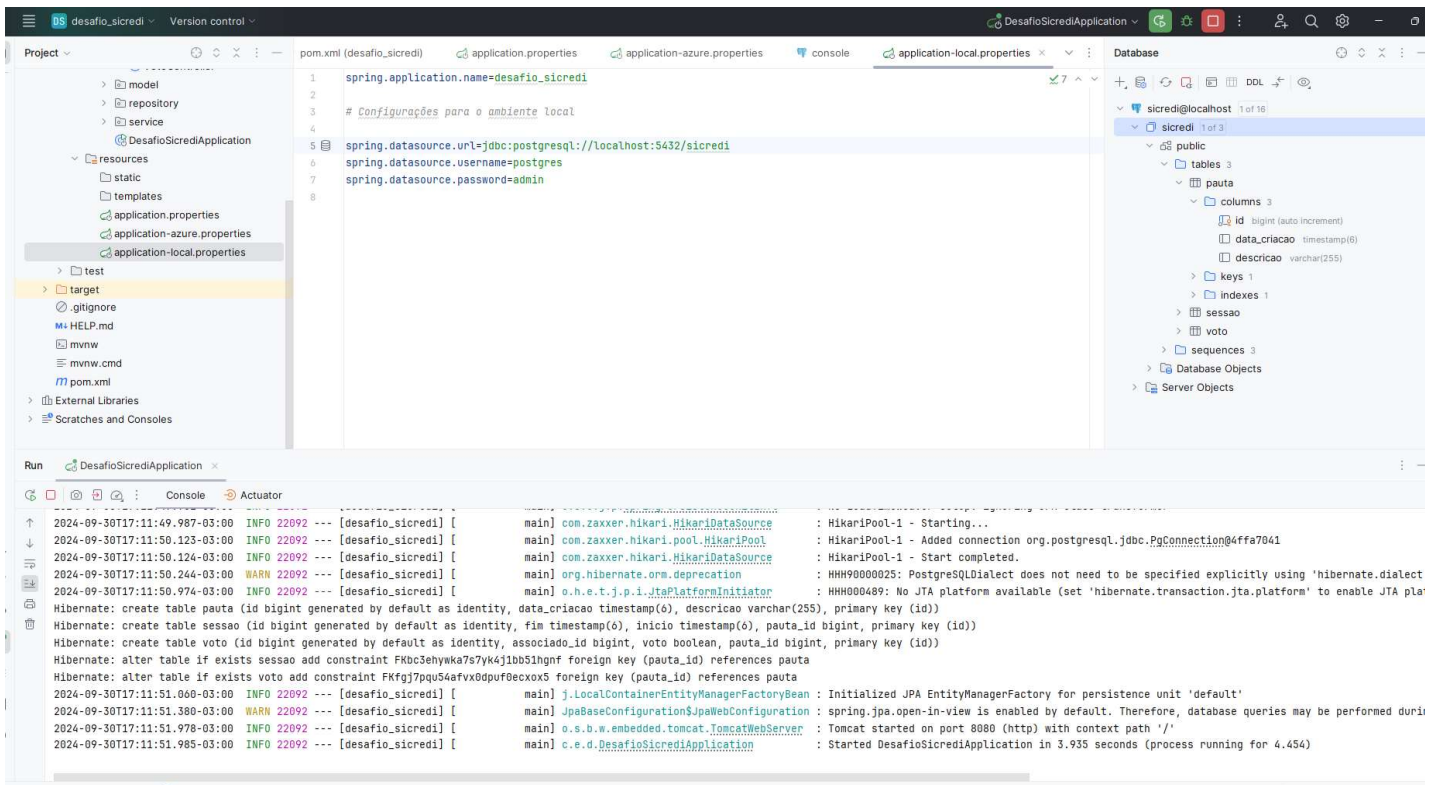 DS desafio_sicredi Version control DesafioSicrediApplication
Project
model
repository
service
DesafioSicrediApplication
resources
static
templates
application.properties
application-azure.properties
application-local.properties
test
target
.gitignore
HELP.md
mvnw
mvnw.cmd
pom.xml
External Libraries
Scratches and Consoles
pom.xml (desafio_sicredi) application.properties application-azure.properties console application-local.properties
1 spring.application.name=desafio_sicredi
7
2
3 # Configurações para o ambiente local
4
5 spring.datasource.url=jdbc:postgresql://localhost:5432/sicredi
6 spring.datasource.username=postgres
7 spring.datasource.password=admin
8
Database
DDL
sicredi@localhost 1 of 16
sicredi 1 of 3
public
tables 3
pauta
columns 3
id bigint (auto increment)
data_criacao timestamp(6)
descricao varchar(255)
keys 1
indexes 1
sessao
voto
sequences 3
Database Objects
Server Objects
Run DesafioSicrediApplication
Console Actuator
2024-09-30T17:11:49.987-03:00 INFO 22092 --- [desafio_sicredi] [ main] com.zaxxer.hikari.HikariDataSource : HikariPool-1 - Starting...
2024-09-30T17:11:50.123-03:00 INFO 22092 --- [desafio_sicredi] [ main] com.zaxxer.hikari.pool.HikariPool : HikariPool-1 - Added connection org.postgresql.jdbc.PgConnection@4ffa7041
2024-09-30T17:11:50.124-03:00 INFO 22092 --- [desafio_sicredi] [ main] com.zaxxer.hikari.HikariDataSource : HikariPool-1 - Start completed.
2024-09-30T17:11:50.244-03:00 WARN 22092 --- [desafio_sicredi] [ main] org.hibernate.orm.deprecation : HHH90000025: PostgreSQLDialect does not need to be specified explicitly using 'hibernate.dialect
2024-09-30T17:11:50.974-03:00 INFO 22092 --- [desafio_sicredi] [ main] o.h.e.t.j.p.i.JtaPlatformInitiator : HHH000489: No JTA platform available (set 'hibernate.transaction.jta.platform' to enable JTA pla
Hibernate: create table pauta (id bigint generated by default as identity, data_criacao timestamp(6), descricao varchar(255), primary key (id))
Hibernate: create table sessao (id bigint generated by default as identity, fim timestamp(6), inicio timestamp(6), pauta_id bigint, primary key (id))
Hibernate: create table voto (id bigint generated by default as identity, associado_id bigint, voto boolean, pauta_id bigint, primary key (id))
Hibernate: alter table if exists sessao add constraint FKbc3ehywka7s7yk4j1bb51hgnf foreign key (pauta_id) references pauta
Hibernate: alter table if exists voto add constraint FKfgj7pqu54afvx0dpuf0ecxox5 foreign key (pauta_id) references pauta
2024-09-30T17:11:51.060-03:00 INFO 22092 --- [desafio_sicredi] [ main] j.LocalContainerEntityManagerFactoryBean : Initialized JPA EntityManagerFactory for persistence unit 'default'
2024-09-30T17:11:51.380-03:00 WARN 22092 --- [desafio_sicredi] [ main] JpaBaseConfiguration$JpaWebConfiguration : spring.jpa.open-in-view is enabled by default. Therefore, database queries may be performed duri
2024-09-30T17:11:51.978-03:00 INFO 22092 --- [desafio_sicredi] [ main] o.s.b.w.embedded.tomcat.TomcatWebServer : Tomcat started on port 8080 (http) with context path '/'
2024-09-30T17:11:51.985-03:00 INFO 22092 --- [desafio_sicredi] [ main] c.e.d.DesafioSicrediApplication : Started DesafioSicrediApplication in 3.935 seconds (process running for 4.454)